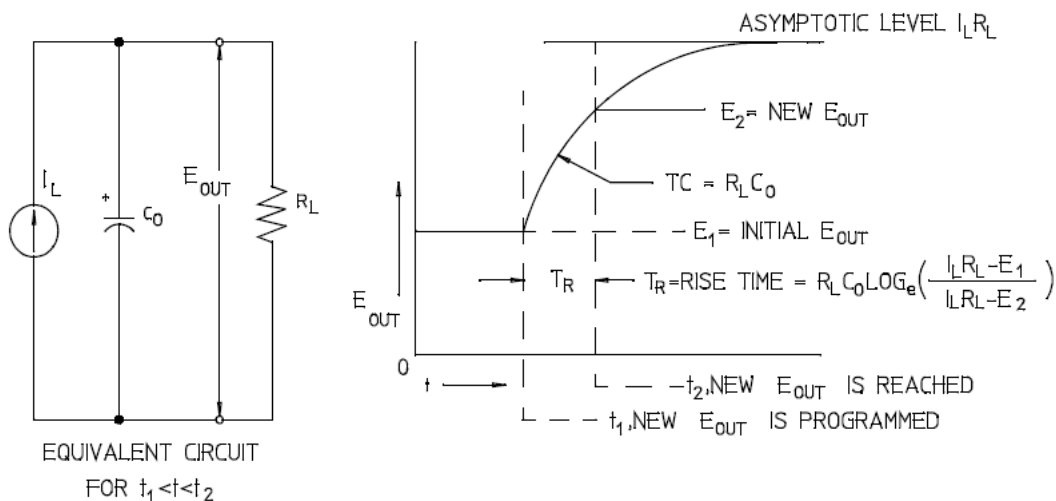 I_L
+
C_O
E_OUT
R_L
EQUIVALENT CIRCUIT
FOR t_1 <t<t_2
ASYMPTOTIC LEVEL I_LR_L
E_2= NEW E_OUT
TC = R_LC_O
E_1= INITIAL E_OUT
T_R
T_R=RISE TIME = R_LC_OLOG_e(I_LR_L-E_1/I_LR_L-E_2)
E_OUT
0
t
t_2,NEW E_OUT IS REACHED
t_1,NEW E_OUT IS PROGRAMMED